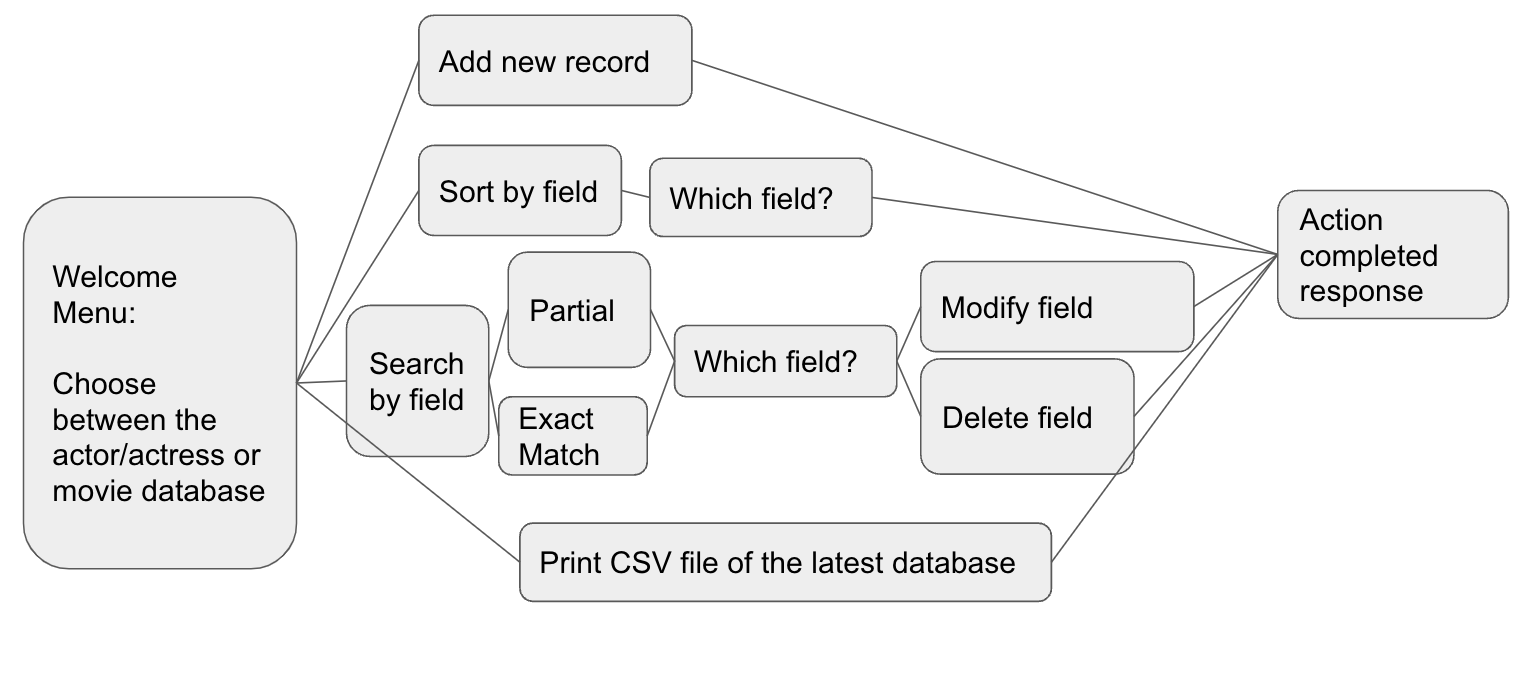 Add new record
Sort by field
Which field?
Welcome
Menu:
Choose
between the
actor/actress or
movie database
Search
by field
Partial
Exact
Match
Which field?
Modify field
Delete field
Print CSV file of the latest database
Action
completed
response